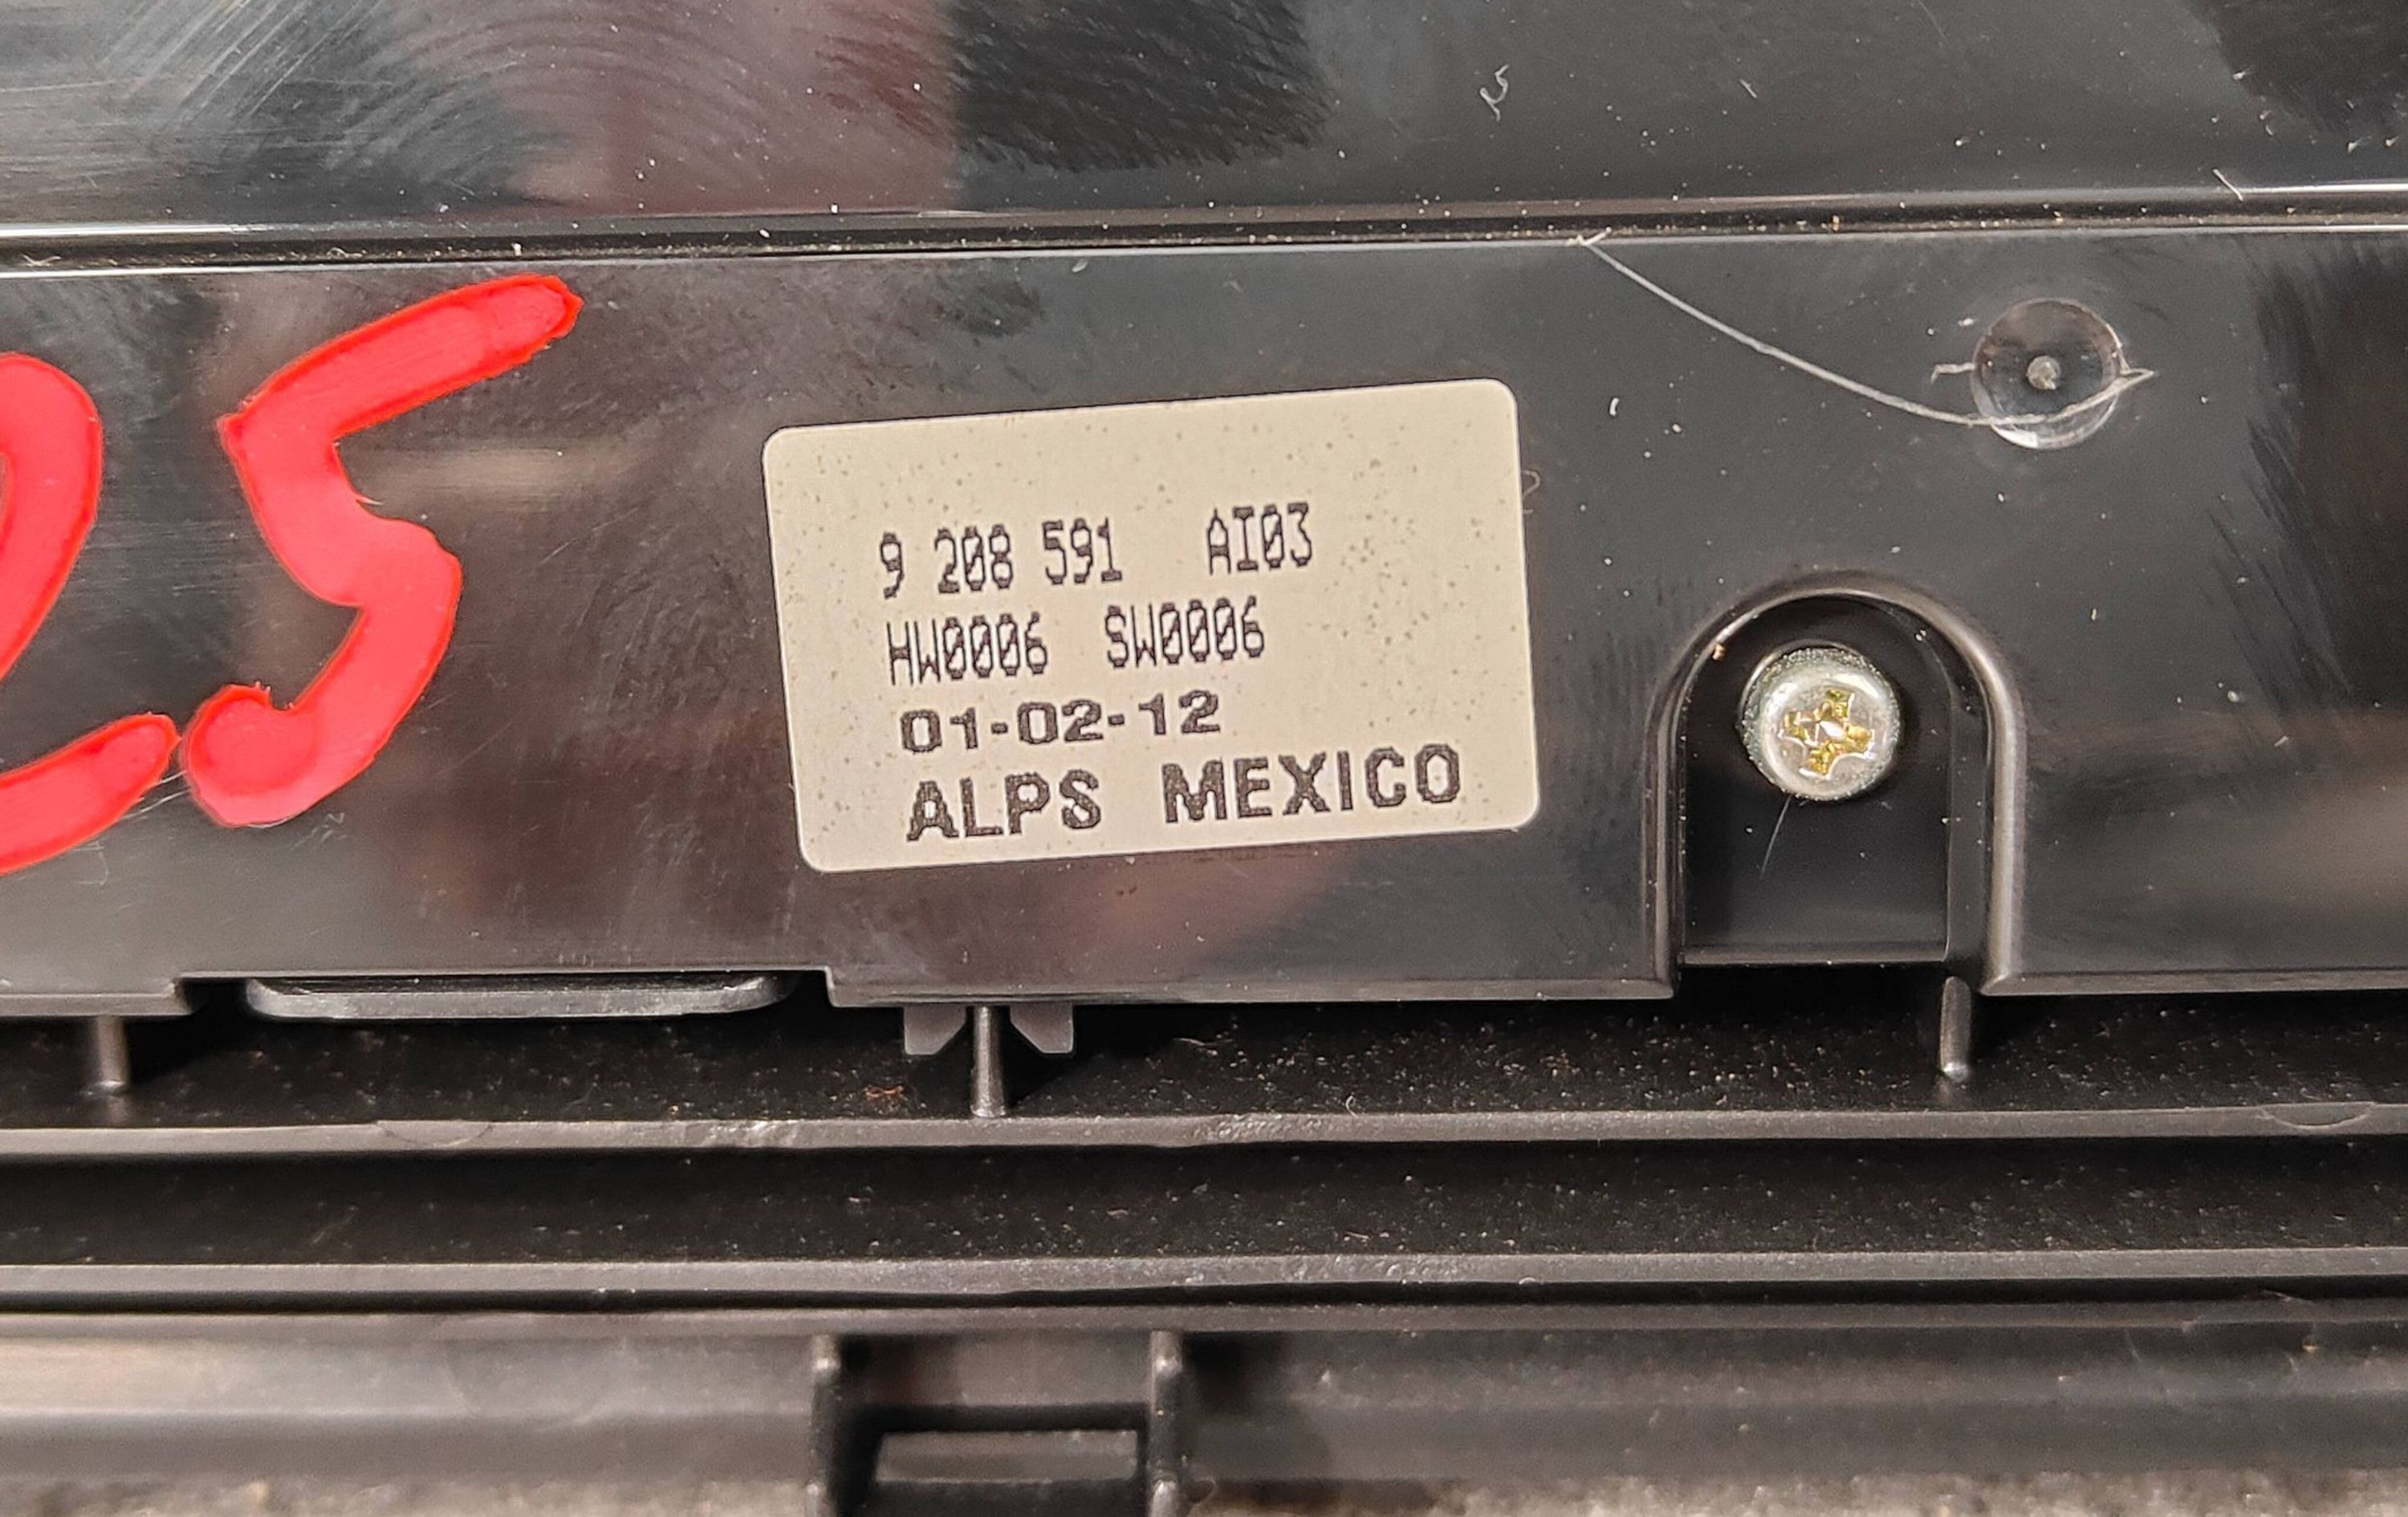 25
9 208 591 AI03
HW0006 SW0006
01-02-12
ALPS MEXICO